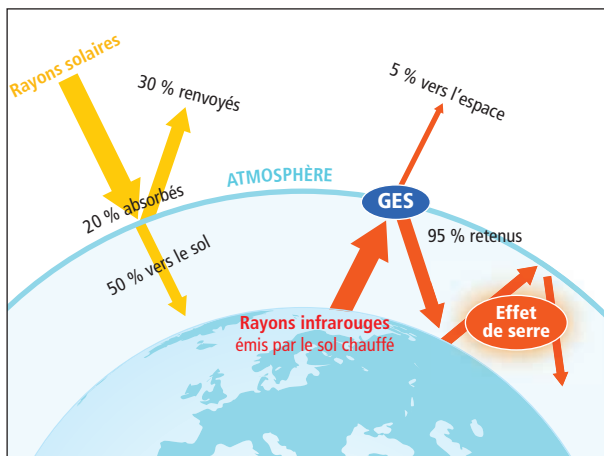 Rayons solaires
30 % renvoyés
5 % vers l'espace
ATMOSPHÈRE
20 % absorbés
GES
50 % vers le sol
95 % retenus
Rayons infrarouges
émis par le sol chauffé
Effet
de serre